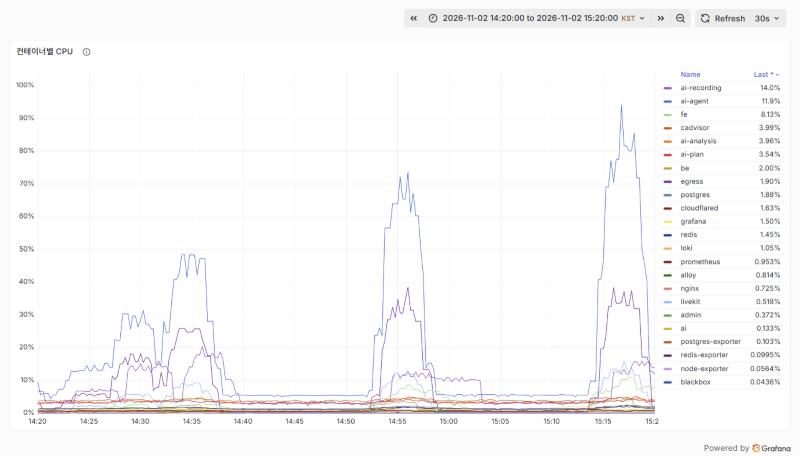 2026-11-02 14:20:00 to 2026-11-02 15:20:00 KST
Refresh 30s
컨테이너별 CPU
Name Last *
ai-recording 14.0%
ai-agent 11.9%
fe 8.13%
cadvisor 3.99%
ai-analysis 3.96%
ai-plan 3.54%
be 2.00%
egress 1.90%
postgres 1.88%
cloudflared 1.63%
grafana 1.50%
redis 1.45%
loki 1.05%
prometheus 0.953%
alloy 0.814%
nginx 0.725%
livekit 0.518%
admin 0.372%
ai 0.133%
postgres-exporter 0.103%
redis-exporter 0.0995%
node-exporter 0.0564%
blackbox 0.0436%
100%
90%
80%
70%
60%
50%
40%
30%
20%
10%
0%
14:20 14:25 14:30 14:35 14:40 14:45 14:50 14:55 15:00 15:05 15:10 15:15 15:2
Powered by Grafana